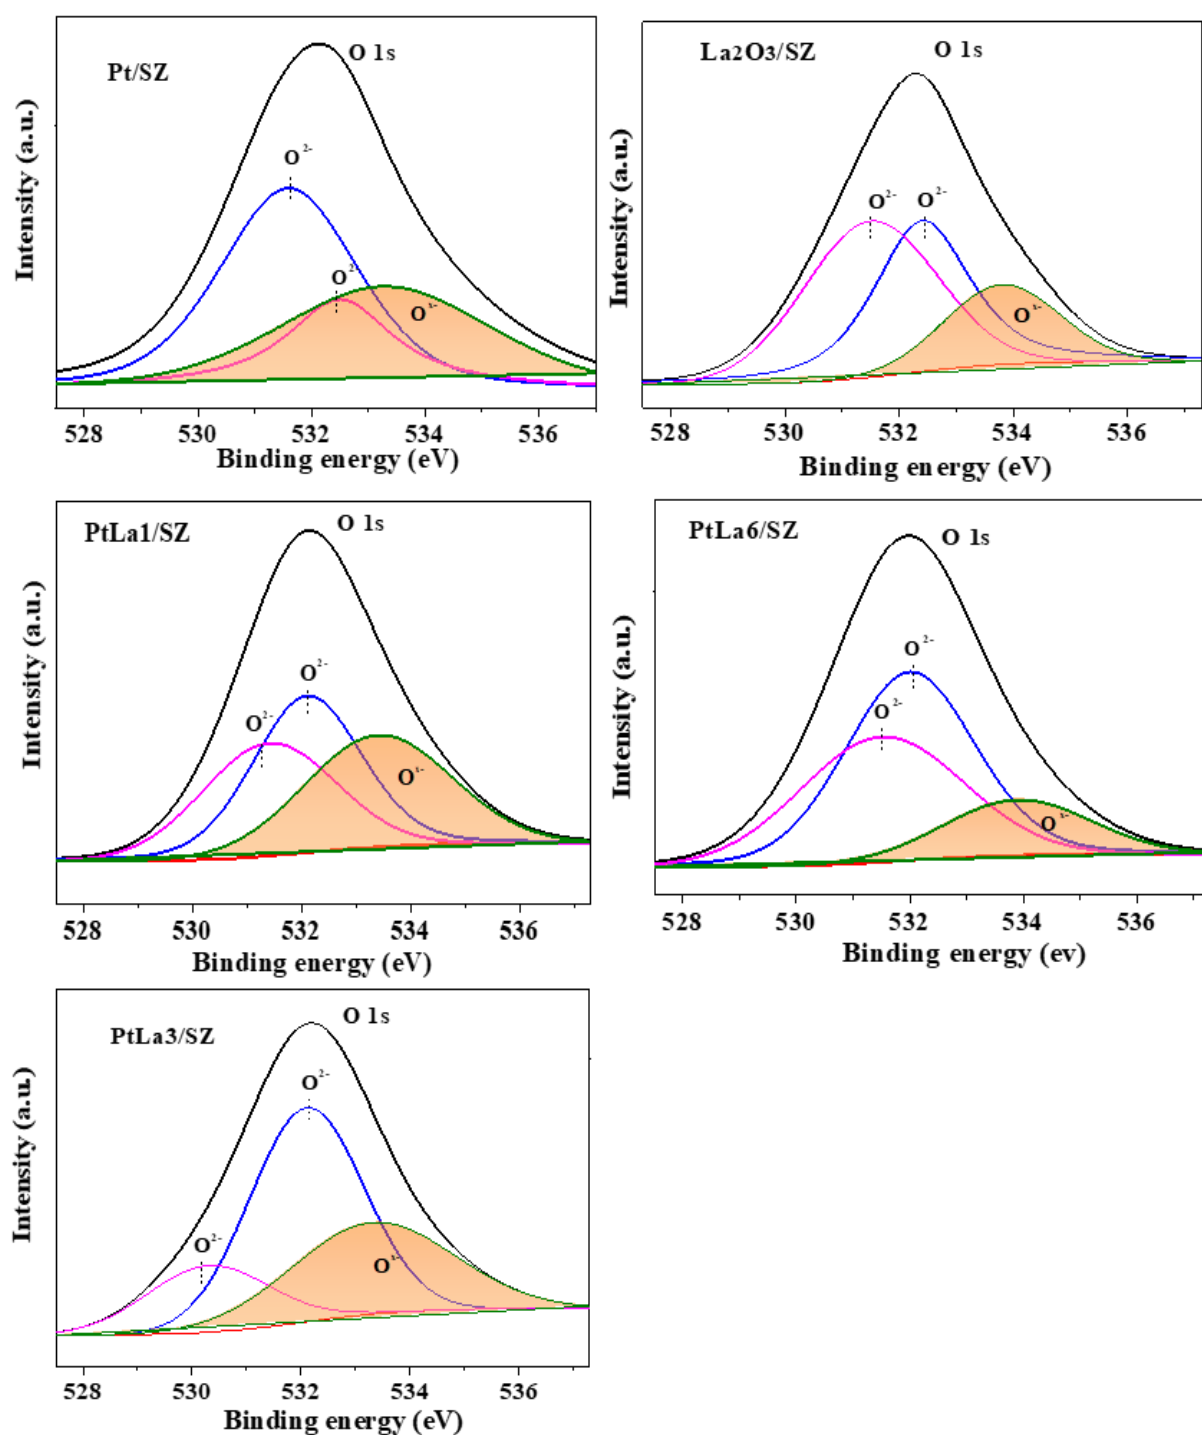 Pt/SZ
O 1s
O²⁻
O²⁻
Intensity (a.u.)
528 530 532 534 536
Binding energy (eV)
La2O3/SZ
O 1s
O²⁻ O²⁻
Intensity (a.u.)
528 530 532 534 536
Binding energy (eV)
PtLa1/SZ
O 1s
O²⁻
O²⁻
Intensity (a.u.)
528 530 532 534 536
Binding energy (eV)
PtLa6/SZ
O 1s
O²⁻
O²⁻
Intensity (a.u.)
528 530 532 534 536
Binding energy (ev)
PtLa3/SZ
O 1s
O²⁻
O²⁻
Intensity (a.u.)
528 530 532 534 536
Binding energy (eV)